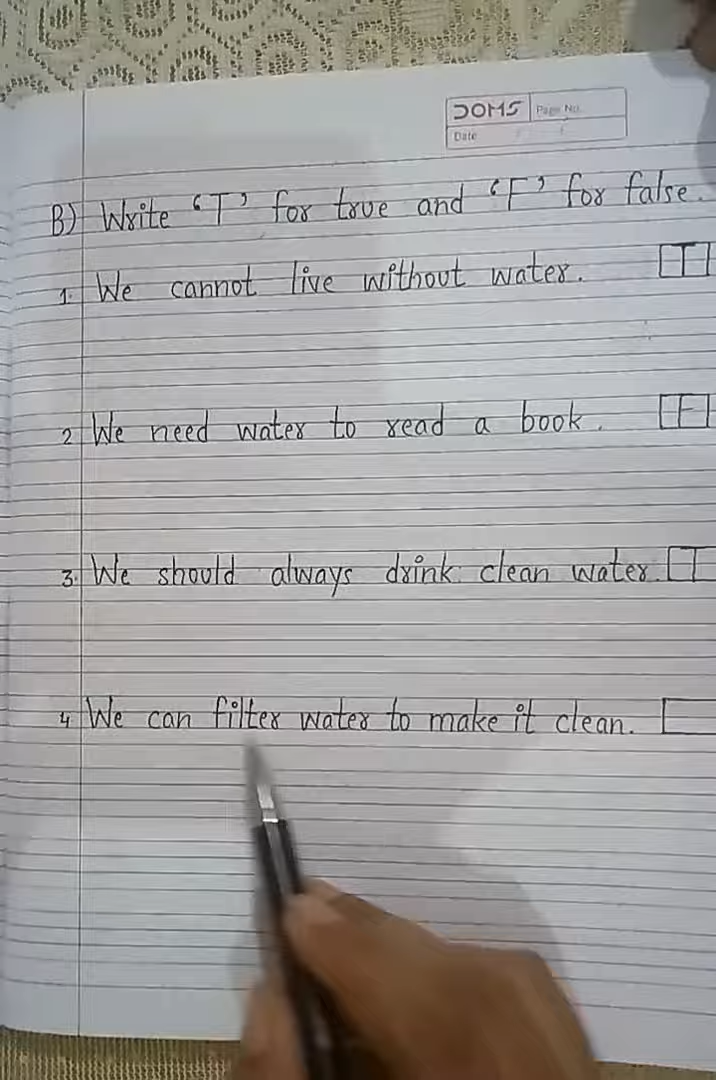 DOMS Page No.
Date
B) Write 'T' for true and 'F' for false.
1. We cannot live without water. T
2 We need water to read a book. F
3. We should always drink clean water. T
4 We can filter water to make it clean.